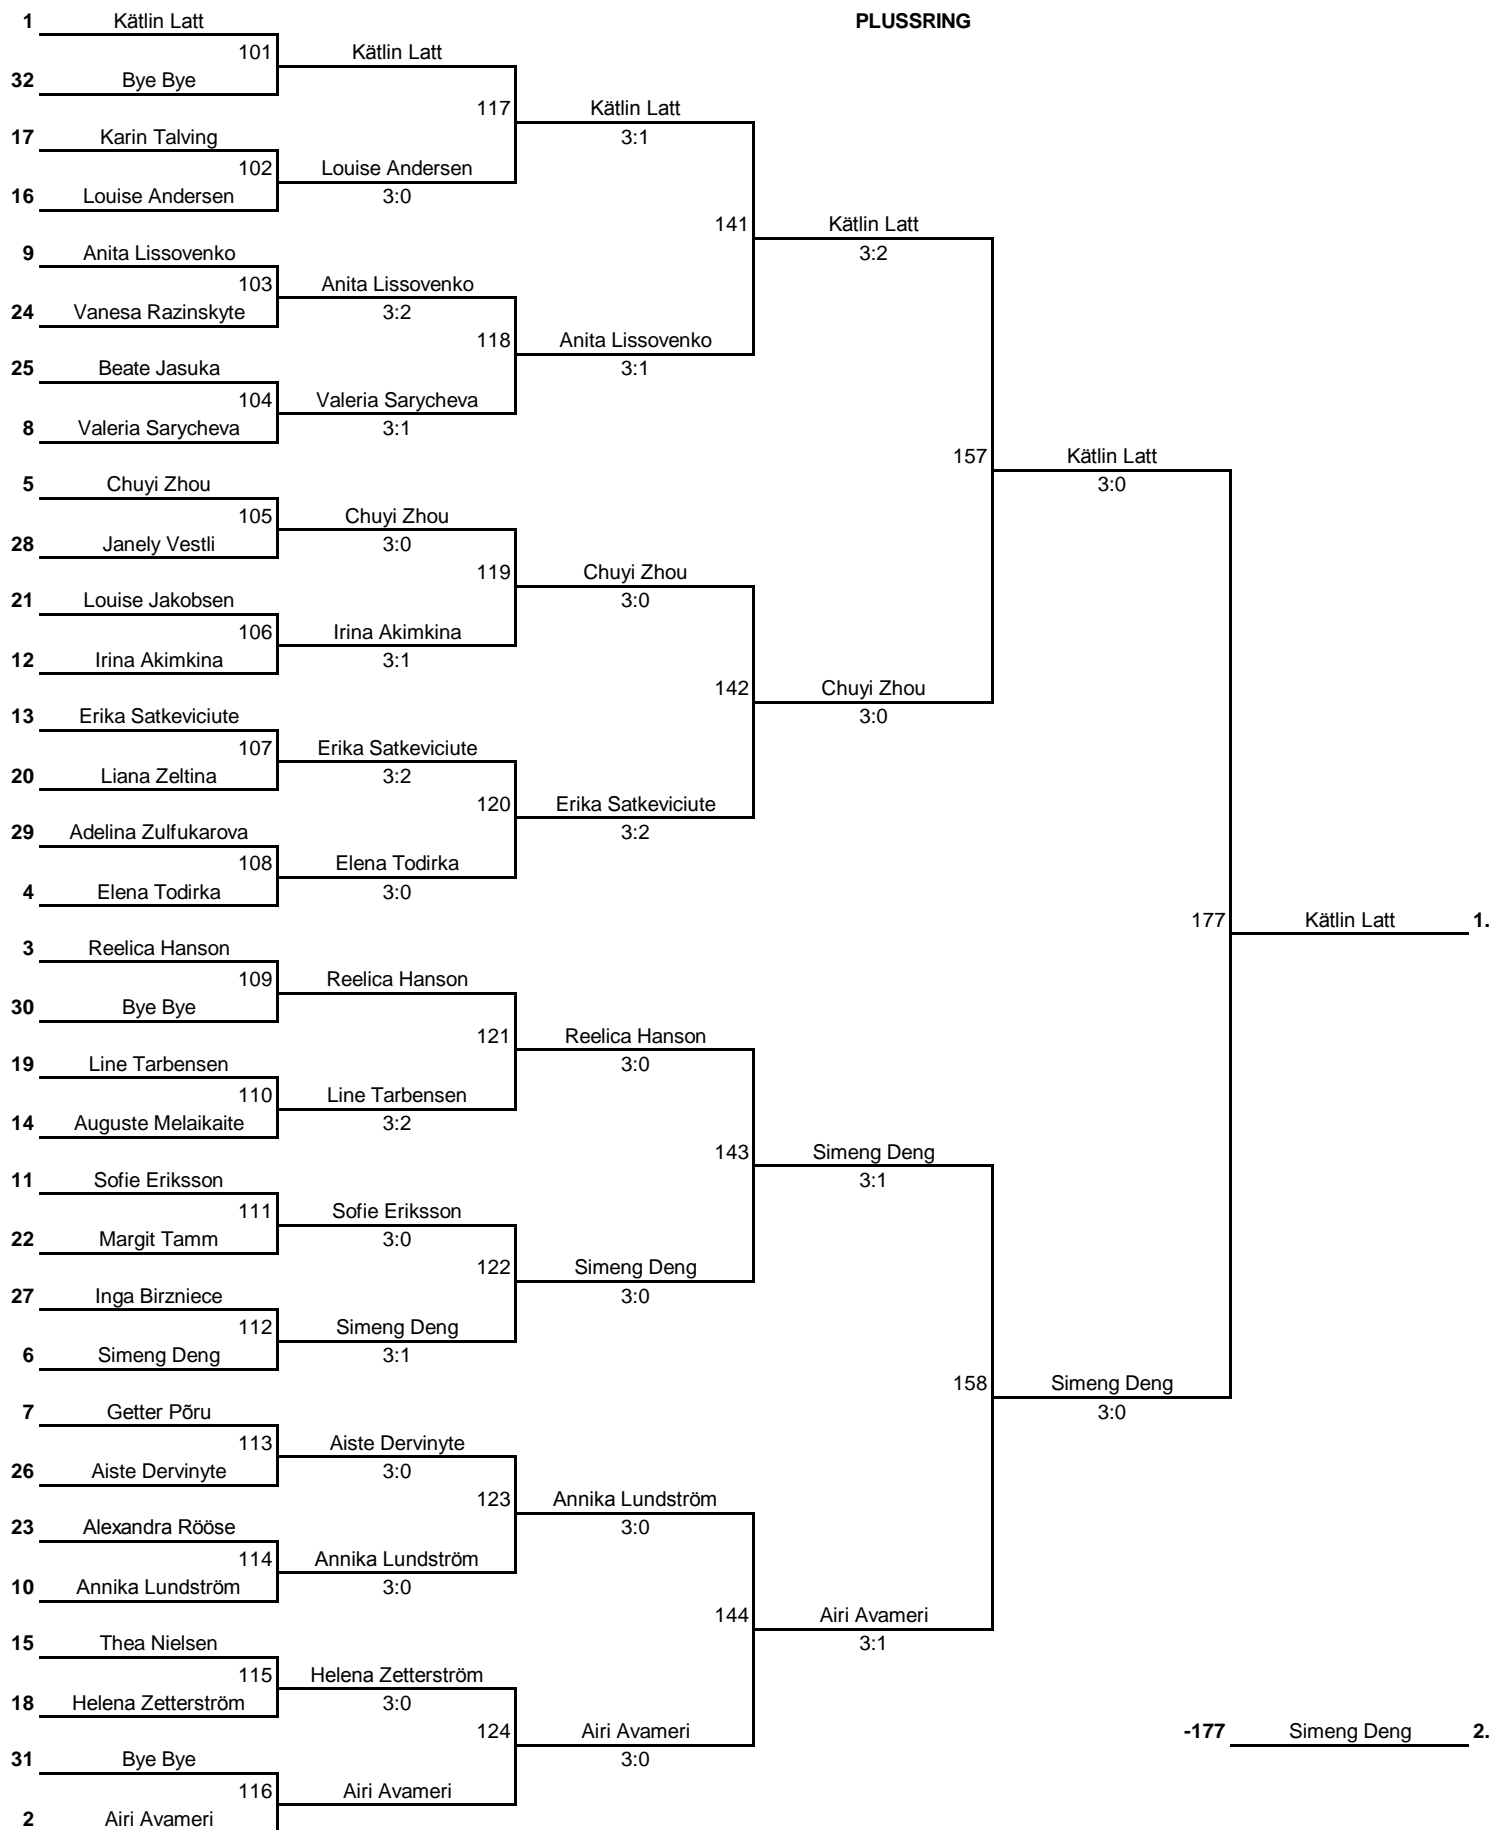 1 Kätlin Latt PLUSSRING
101 Kätlin Latt
32 Bye Bye
117 Kätlin Latt
17 Karin Talving 3:1
102 Louise Andersen
16 Louise Andersen 3:0
141 Kätlin Latt
9 Anita Lissovenko 3:2
103 Anita Lissovenko
24 Vanesa Razinskyte 3:2
118 Anita Lissovenko
25 Beate Jasuka 3:1
104 Valeria Sarycheva
8 Valeria Sarycheva 3:1
157 Kätlin Latt
5 Chuyi Zhou 3:0
105 Chuyi Zhou
28 Janely Vestli 3:0
119 Chuyi Zhou
21 Louise Jakobsen 3:0
106 Irina Akimkina
12 Irina Akimkina 3:1
142 Chuyi Zhou
13 Erika Satkeviciute 3:0
107 Erika Satkeviciute
20 Liana Zeltina 3:2
120 Erika Satkeviciute
29 Adelina Zulfukarova 3:2
108 Elena Todirka
4 Elena Todirka 3:0
177 Kätlin Latt 1.
3 Reelica Hanson
109 Reelica Hanson
30 Bye Bye
121 Reelica Hanson
19 Line Tarbensen 3:0
110 Line Tarbensen
14 Auguste Melaikaite 3:2
143 Simeng Deng
11 Sofie Eriksson 3:1
111 Sofie Eriksson
22 Margit Tamm 3:0
122 Simeng Deng
27 Inga Birzniece 3:0
112 Simeng Deng
6 Simeng Deng 3:1
158 Simeng Deng
7 Getter Põru 3:0
113 Aiste Dervinyte
26 Aiste Dervinyte 3:0
123 Annika Lundström
23 Alexandra Rööse 3:0
114 Annika Lundström
10 Annika Lundström 3:0
144 Airi Avameri
15 Thea Nielsen 3:1
115 Helena Zetterström
18 Helena Zetterström 3:0
124 Airi Avameri -177 Simeng Deng 2.
31 Bye Bye 3:0
116 Airi Avameri
2 Airi Avameri